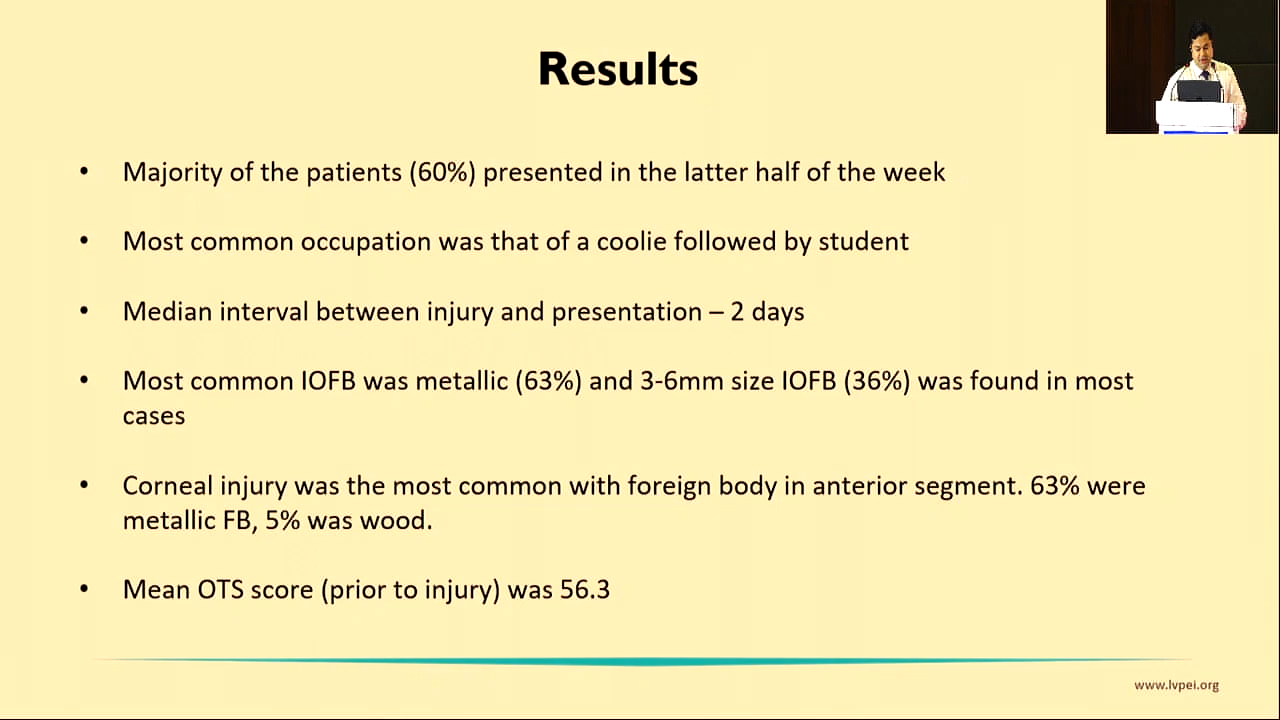 Results
• Majority of the patients (60%) presented in the latter half of the week
• Most common occupation was that of a coolie followed by student
• Median interval between injury and presentation – 2 days
• Most common IOFB was metallic (63%) and 3-6mm size IOFB (36%) was found in most
cases
• Corneal injury was the most common with foreign body in anterior segment. 63% were
metallic FB, 5% was wood.
• Mean OTS score (prior to injury) was 56.3
www.lvpei.org